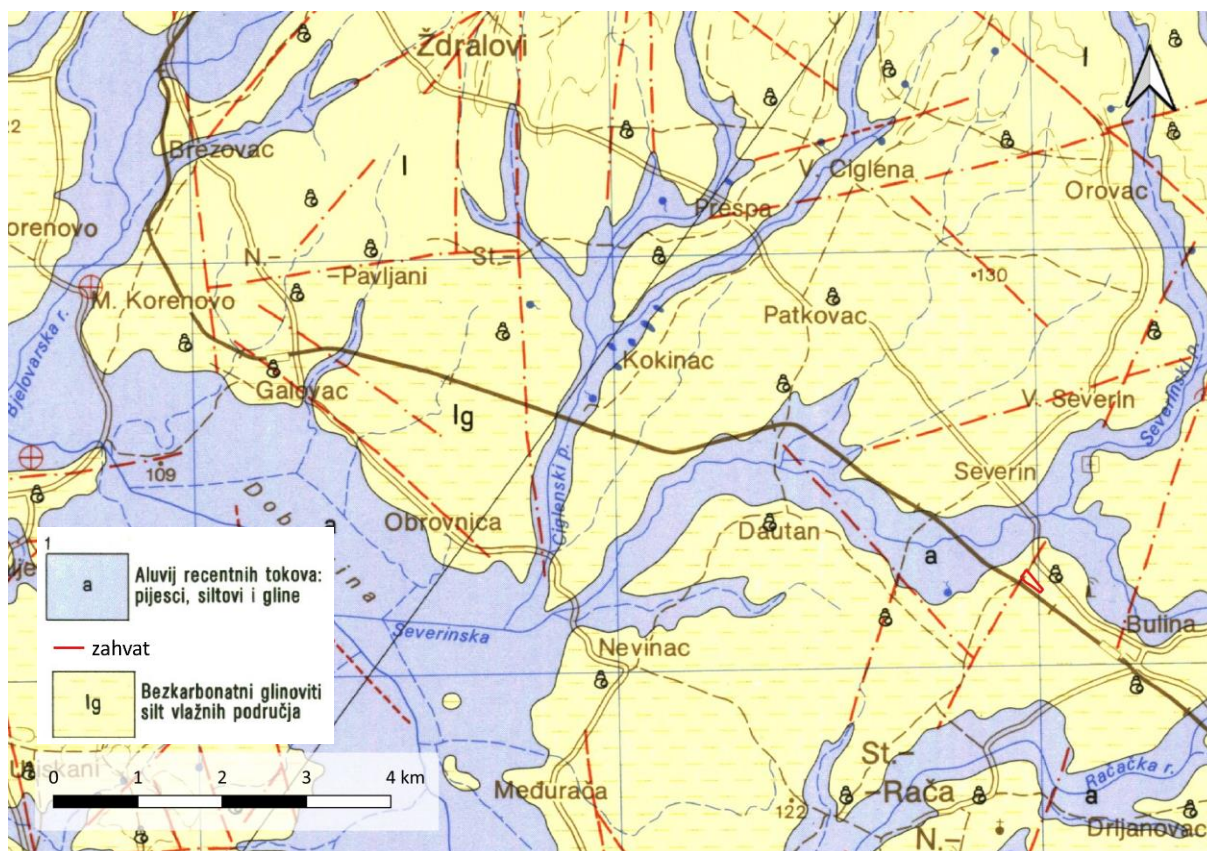 Ždralovi
l
2
Brezovac
l
V. Ciglena
Orovac
Prespa
orenovo
N.-
St.-
-Pavljani
130
M. Korenovo
Patkovac
Bjelovarska r.
Kokinac
Galovac
lg
V. Severin
Severinski p.
109
Severin
Ciglenski p.
Obrovnica
Dautan
a
a
1
a
Aluvij recentnih tokova:
pijesci, siltovi i gline
Severinska
Bulina
zahvat
Nevinac
lg
Bezkarbonatni glinoviti
silt vlažnih područja
St.-
0 1 2 3 4 km
Međurača
-Rača
Račačka r.
a
122
N.-
Drljanovac